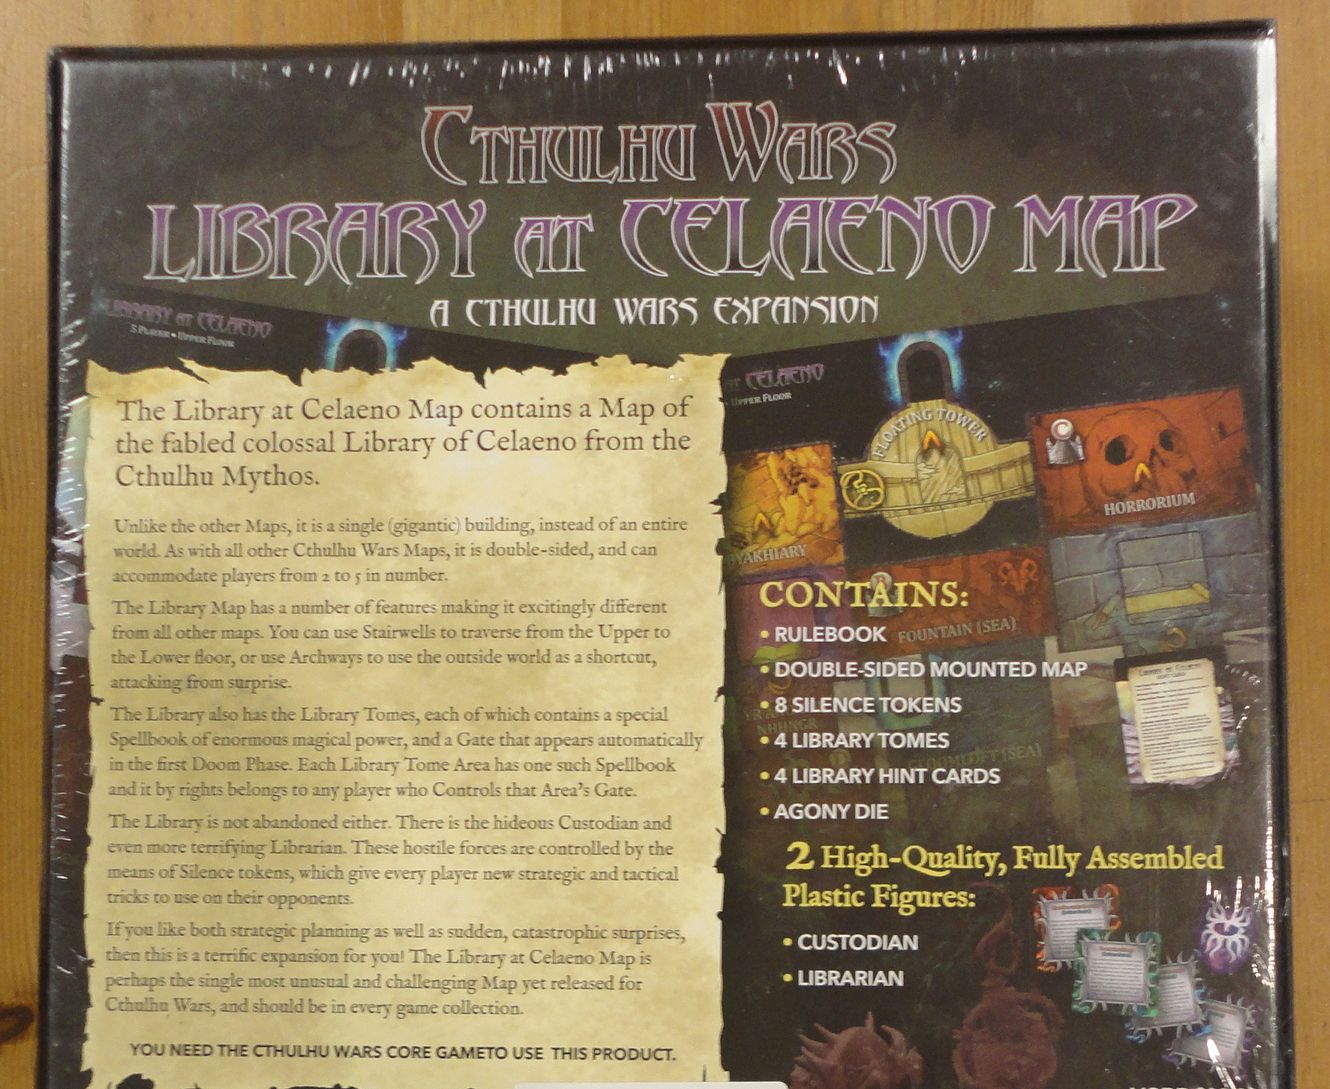 CTHULHU WARS
LIBRARY AT CELAENO MAP
A CTHULHU WARS EXPANSION
LIBRARY AT CELAENO
5 PLAYER • UPPER FLOOR
The Library at Celaeno Map contains a Map of
the fabled colossal Library of Celaeno from the
Cthulhu Mythos.
Unlike the other Maps, it is a single (gigantic) building, instead of an entire
world. As with all other Cthulhu Wars Maps, it is double-sided, and can
accommodate players from 2 to 5 in number.
The Library Map has a number of features making it excitingly different
from all other maps. You can use Stairwells to traverse from the Upper to
the Lower floor, or use Archways to use the outside world as a shortcut,
attacking from surprise.
The Library also has the Library Tomes, each of which contains a special
Spellbook of enormous magical power, and a Gate that appears automatically
in the first Doom Phase. Each Library Tome Area has one such Spellbook
and it by rights belongs to any player who Controls that Area's Gate.
The Library is not abandoned either. There is the hideous Custodian and
even more terrifying Librarian. These hostile forces are controlled by the
means of Silence tokens, which give every player new strategic and tactical
tricks to use on their opponents.
If you like both strategic planning as well as sudden, catastrophic surprises,
then this is a terrific expansion for you! The Library at Celaeno Map is
perhaps the single most unusual and challenging Map yet released for
Cthulhu Wars, and should be in every game collection.
YOU NEED THE CTHULHU WARS CORE GAMETO USE THIS PRODUCT.
AT CELAENO
UPPER FLOOR
FLOATING TOWER
HORRORIUM
YAKHIARY
FOUNTAIN (SEA)
CONTAINS:
• RULEBOOK
• DOUBLE-SIDED MOUNTED MAP
• 8 SILENCE TOKENS
• 4 LIBRARY TOMES
• 4 LIBRARY HINT CARDS
• AGONY DIE
2 High-Quality, Fully Assembled
Plastic Figures:
• CUSTODIAN
• LIBRARIAN